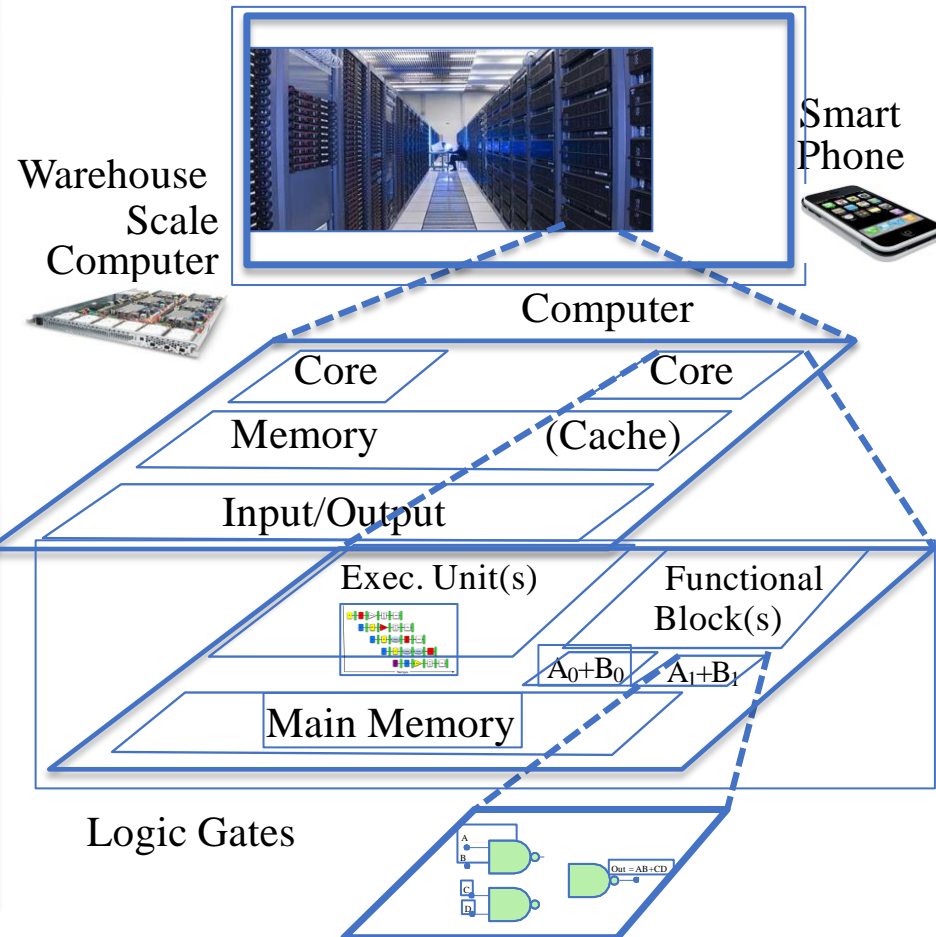 Smart
Phone
Warehouse
Scale
Computer
Computer
Core Core
Memory (Cache)
Input/Output
Exec. Unit(s)
Functional
Block(s)
A₀+B₀ A₁+B₁
Main Memory
Logic Gates
A
B
Out = AB+CD
C
D